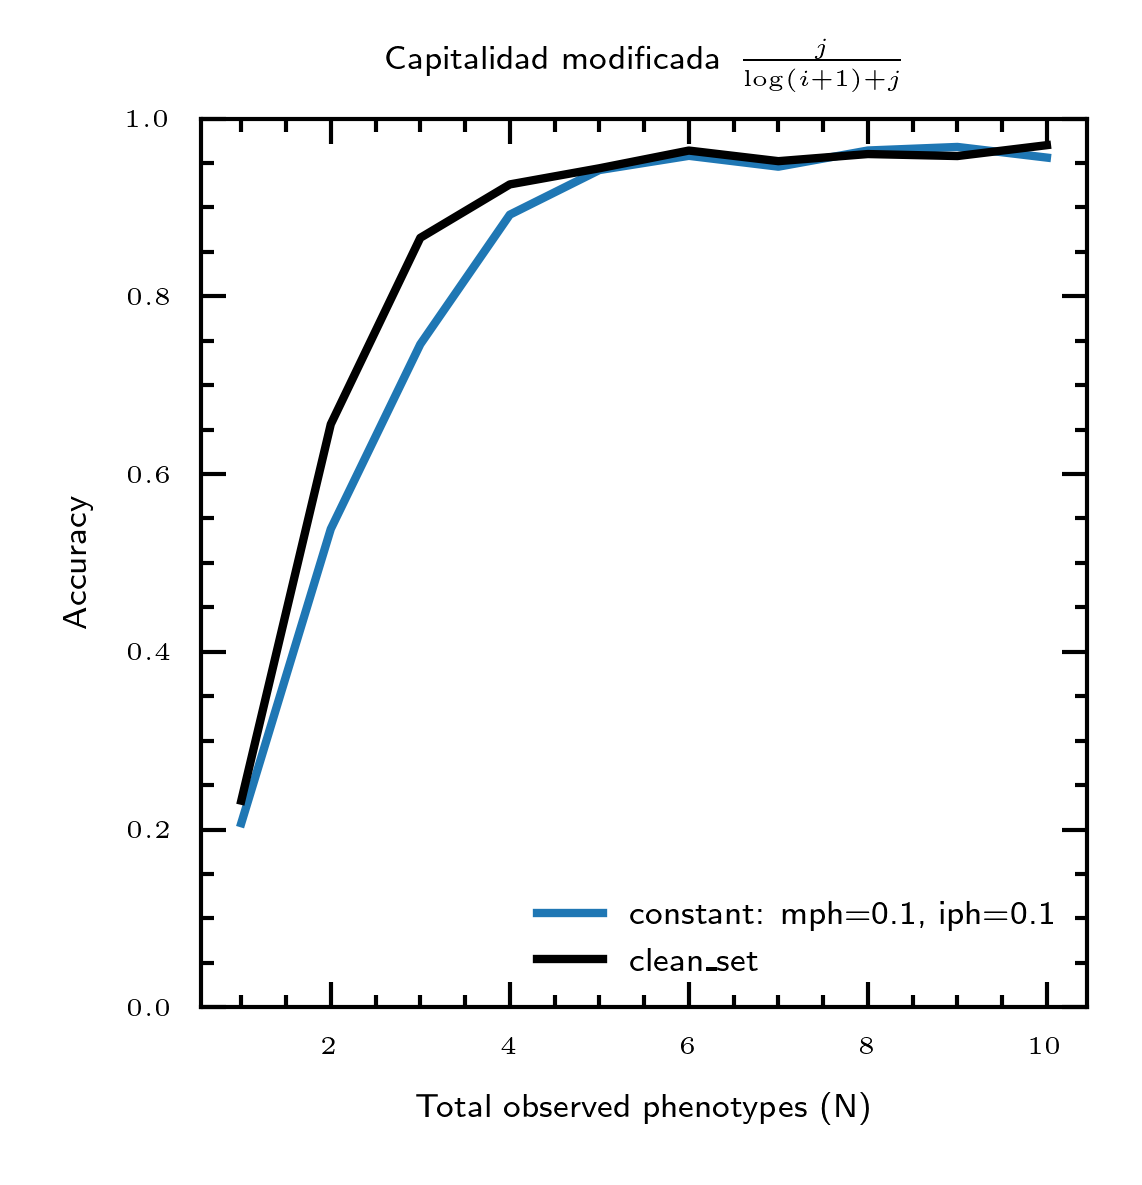 Capitalidad modificada j/log(i+1)+j
1.0
0.8
0.6
0.4
0.2
0.0
Accuracy
constant: mph=0.1, iph=0.1
clean_set
2 4 6 8 10
Total observed phenotypes (N)